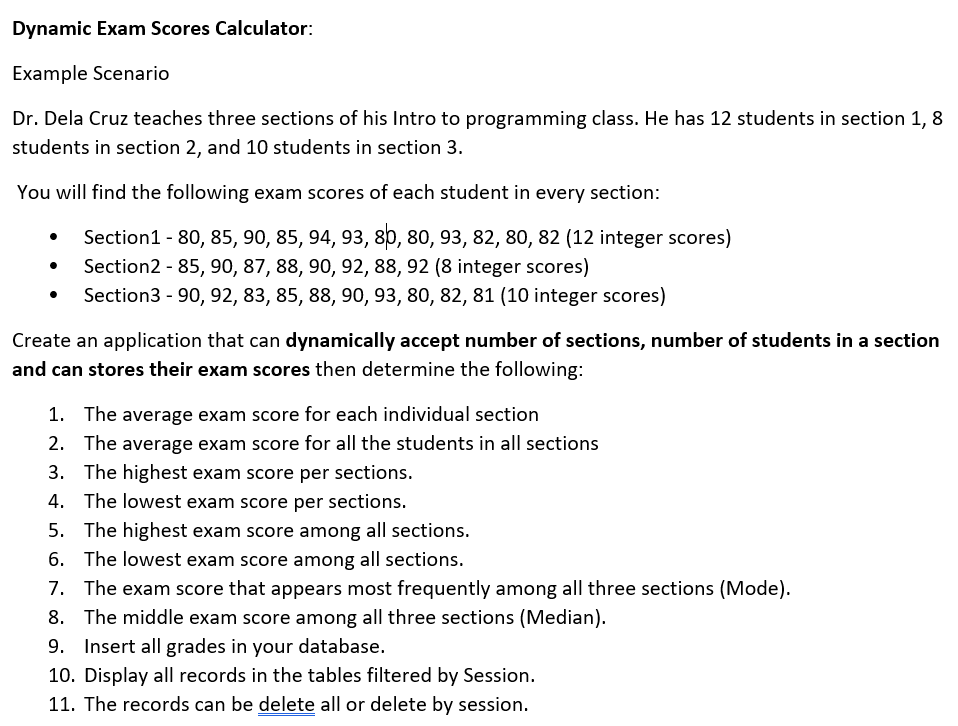 Dynamic Exam Scores Calculator:
Example Scenario
Dr. Dela Cruz teaches three sections of his Intro to programming class. He has 12 students in section 1, 8
students in section 2, and 10 students in section 3.
You will find the following exam scores of each student in every section:
• Section1 - 80, 85, 90, 85, 94, 93, 80, 80, 93, 82, 80, 82 (12 integer scores)
• Section2 - 85, 90, 87, 88, 90, 92, 88, 92 (8 integer scores)
• Section3 - 90, 92, 83, 85, 88, 90, 93, 80, 82, 81 (10 integer scores)
Create an application that can dynamically accept number of sections, number of students in a section
and can stores their exam scores then determine the following:
1. The average exam score for each individual section
2. The average exam score for all the students in all sections
3. The highest exam score per sections.
4. The lowest exam score per sections.
5. The highest exam score among all sections.
6. The lowest exam score among all sections.
7. The exam score that appears most frequently among all three sections (Mode).
8. The middle exam score among all three sections (Median).
9. Insert all grades in your database.
10. Display all records in the tables filtered by Session.
11. The records can be delete all or delete by session.